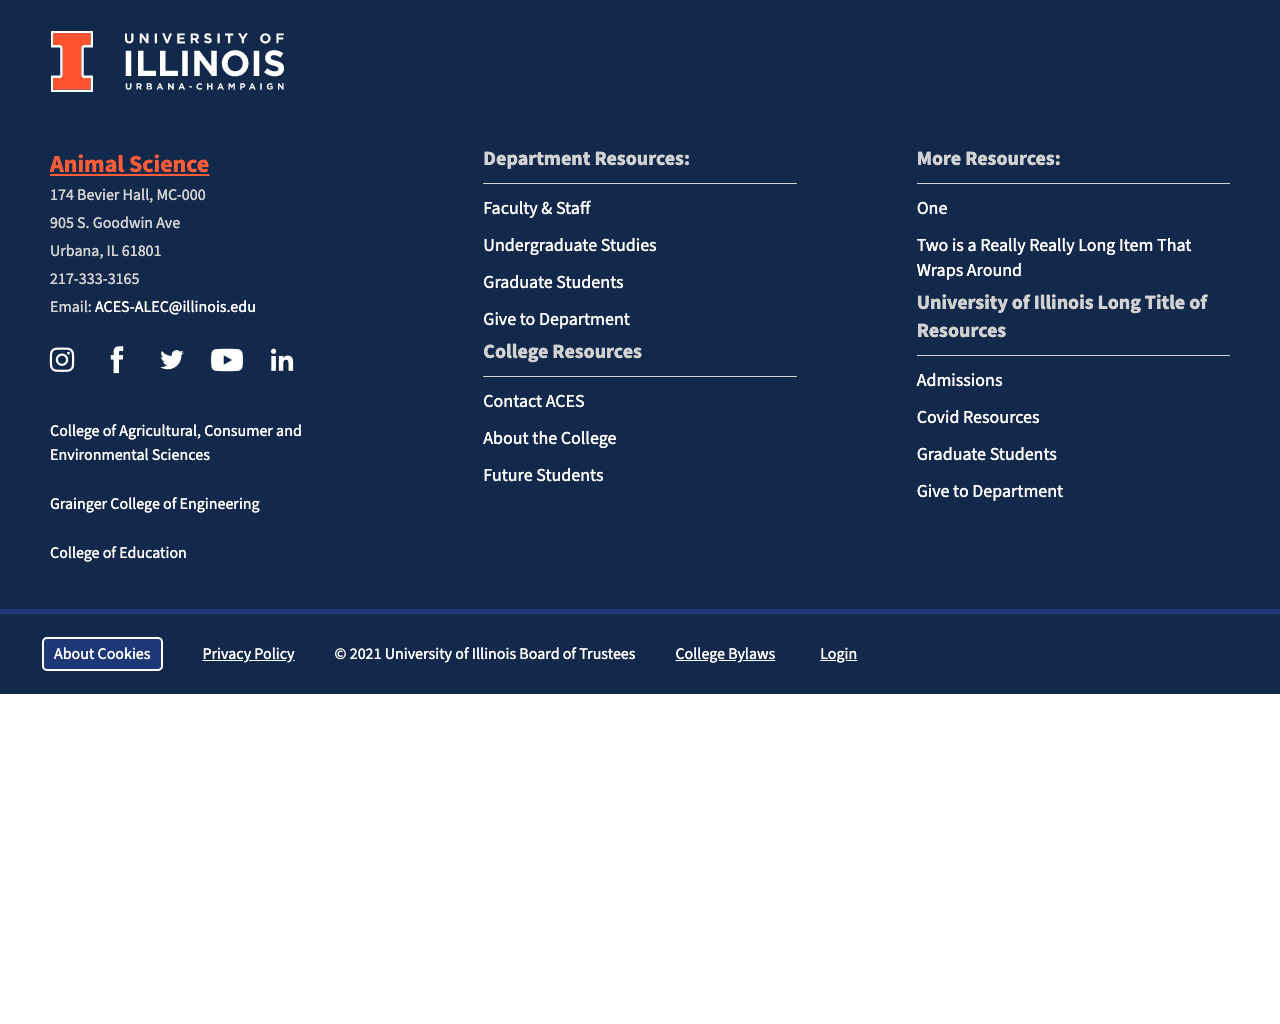 UNIVERSITY OF
ILLINOIS
URBANA-CHAMPAIGN
Animal Science
174 Bevier Hall, MC-000
905 S. Goodwin Ave
Urbana, IL 61801
217-333-3165
Email: ACES-ALEC@illinois.edu
College of Agricultural, Consumer and
Environmental Sciences
Grainger College of Engineering
College of Education
Department Resources:
Faculty & Staff
Undergraduate Studies
Graduate Students
Give to Department
College Resources
Contact ACES
About the College
Future Students
More Resources:
One
Two is a Really Really Long Item That
Wraps Around
University of Illinois Long Title of
Resources
Admissions
Covid Resources
Graduate Students
Give to Department
About Cookies
Privacy Policy
© 2021 University of Illinois Board of Trustees
College Bylaws
Login